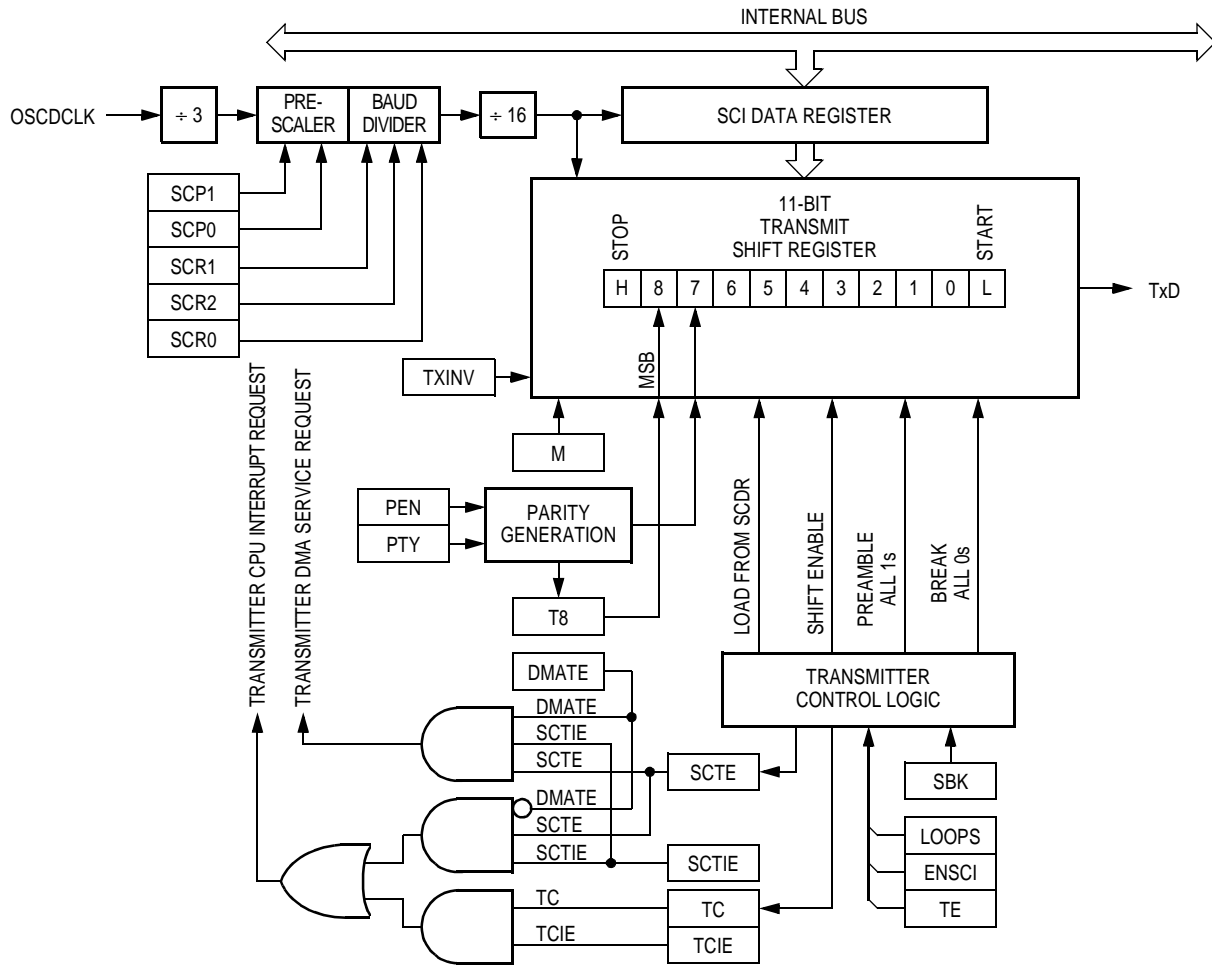 INTERNAL BUS
OSCDCLK
÷ 3
PRE-
SCALER
BAUD
DIVIDER
÷ 16
SCI DATA REGISTER
SCP1
SCP0
SCR1
SCR2
SCR0
11-BIT
TRANSMIT
SHIFT REGISTER
STOP
START
H 8 7 6 5 4 3 2 1 0 L
TxD
MSB
TXINV
M
PEN
PTY
PARITY
GENERATION
T8
TRANSMITTER CPU INTERRUPT REQUEST
TRANSMITTER DMA SERVICE REQUEST
LOAD FROM SCDR
SHIFT ENABLE
PREAMBLE
ALL 1s
BREAK
ALL 0s
TRANSMITTER
CONTROL LOGIC
DMATE
DMATE
SCTIE
SCTE
SCTE
DMATE
SCTE
SCTIE
SCTIE
TC
TC
TCIE
TCIE
SBK
LOOPS
ENSCI
TE